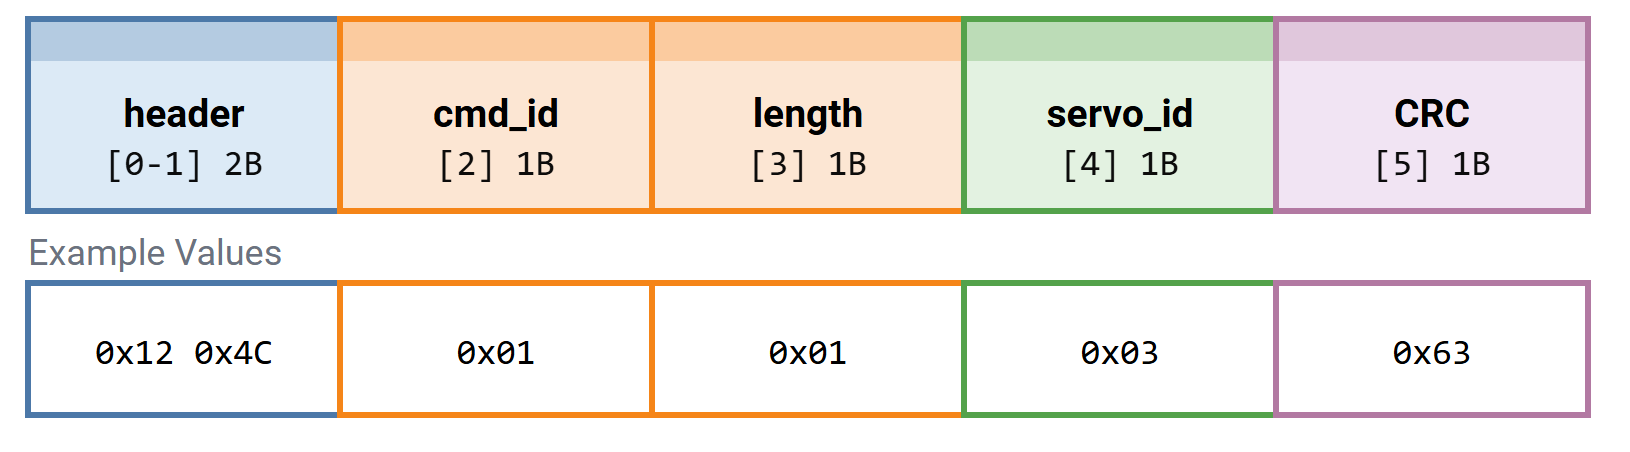 header cmd_id length servo_id CRC
[0-1] 2B [2] 1B [3] 1B [4] 1B [5] 1B
Example Values
0x12 0x4C 0x01 0x01 0x03 0x63